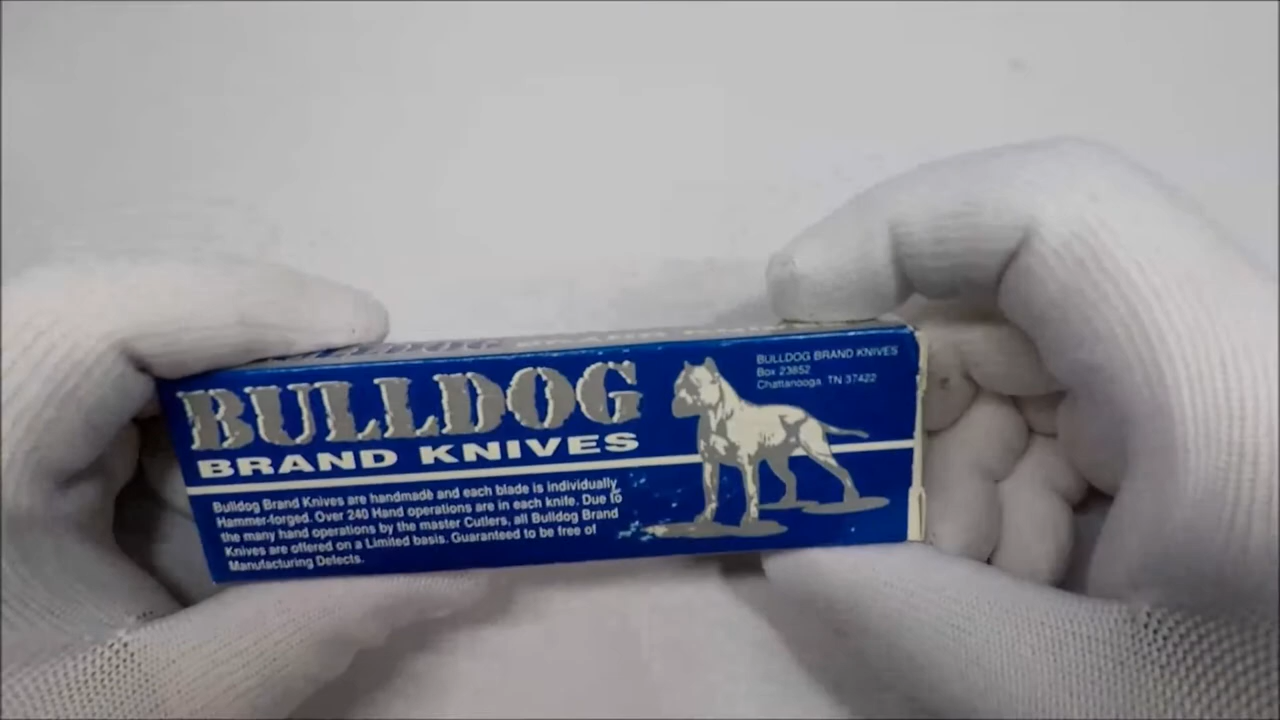 BULLDOG
BRAND KNIVES
Bulldog Brand Knives are handmade and each blade is individually
Hammer-forged. Over 240 Hand operations are in each knife. Due to
the many hand operations by the master Cutlers, all Bulldog Brand
Knives are offered on a Limited basis. Guaranteed to be free of
Manufacturing Defects.
BULLDOG BRAND KNIVES
Box 23852
Chattanooga TN 37422